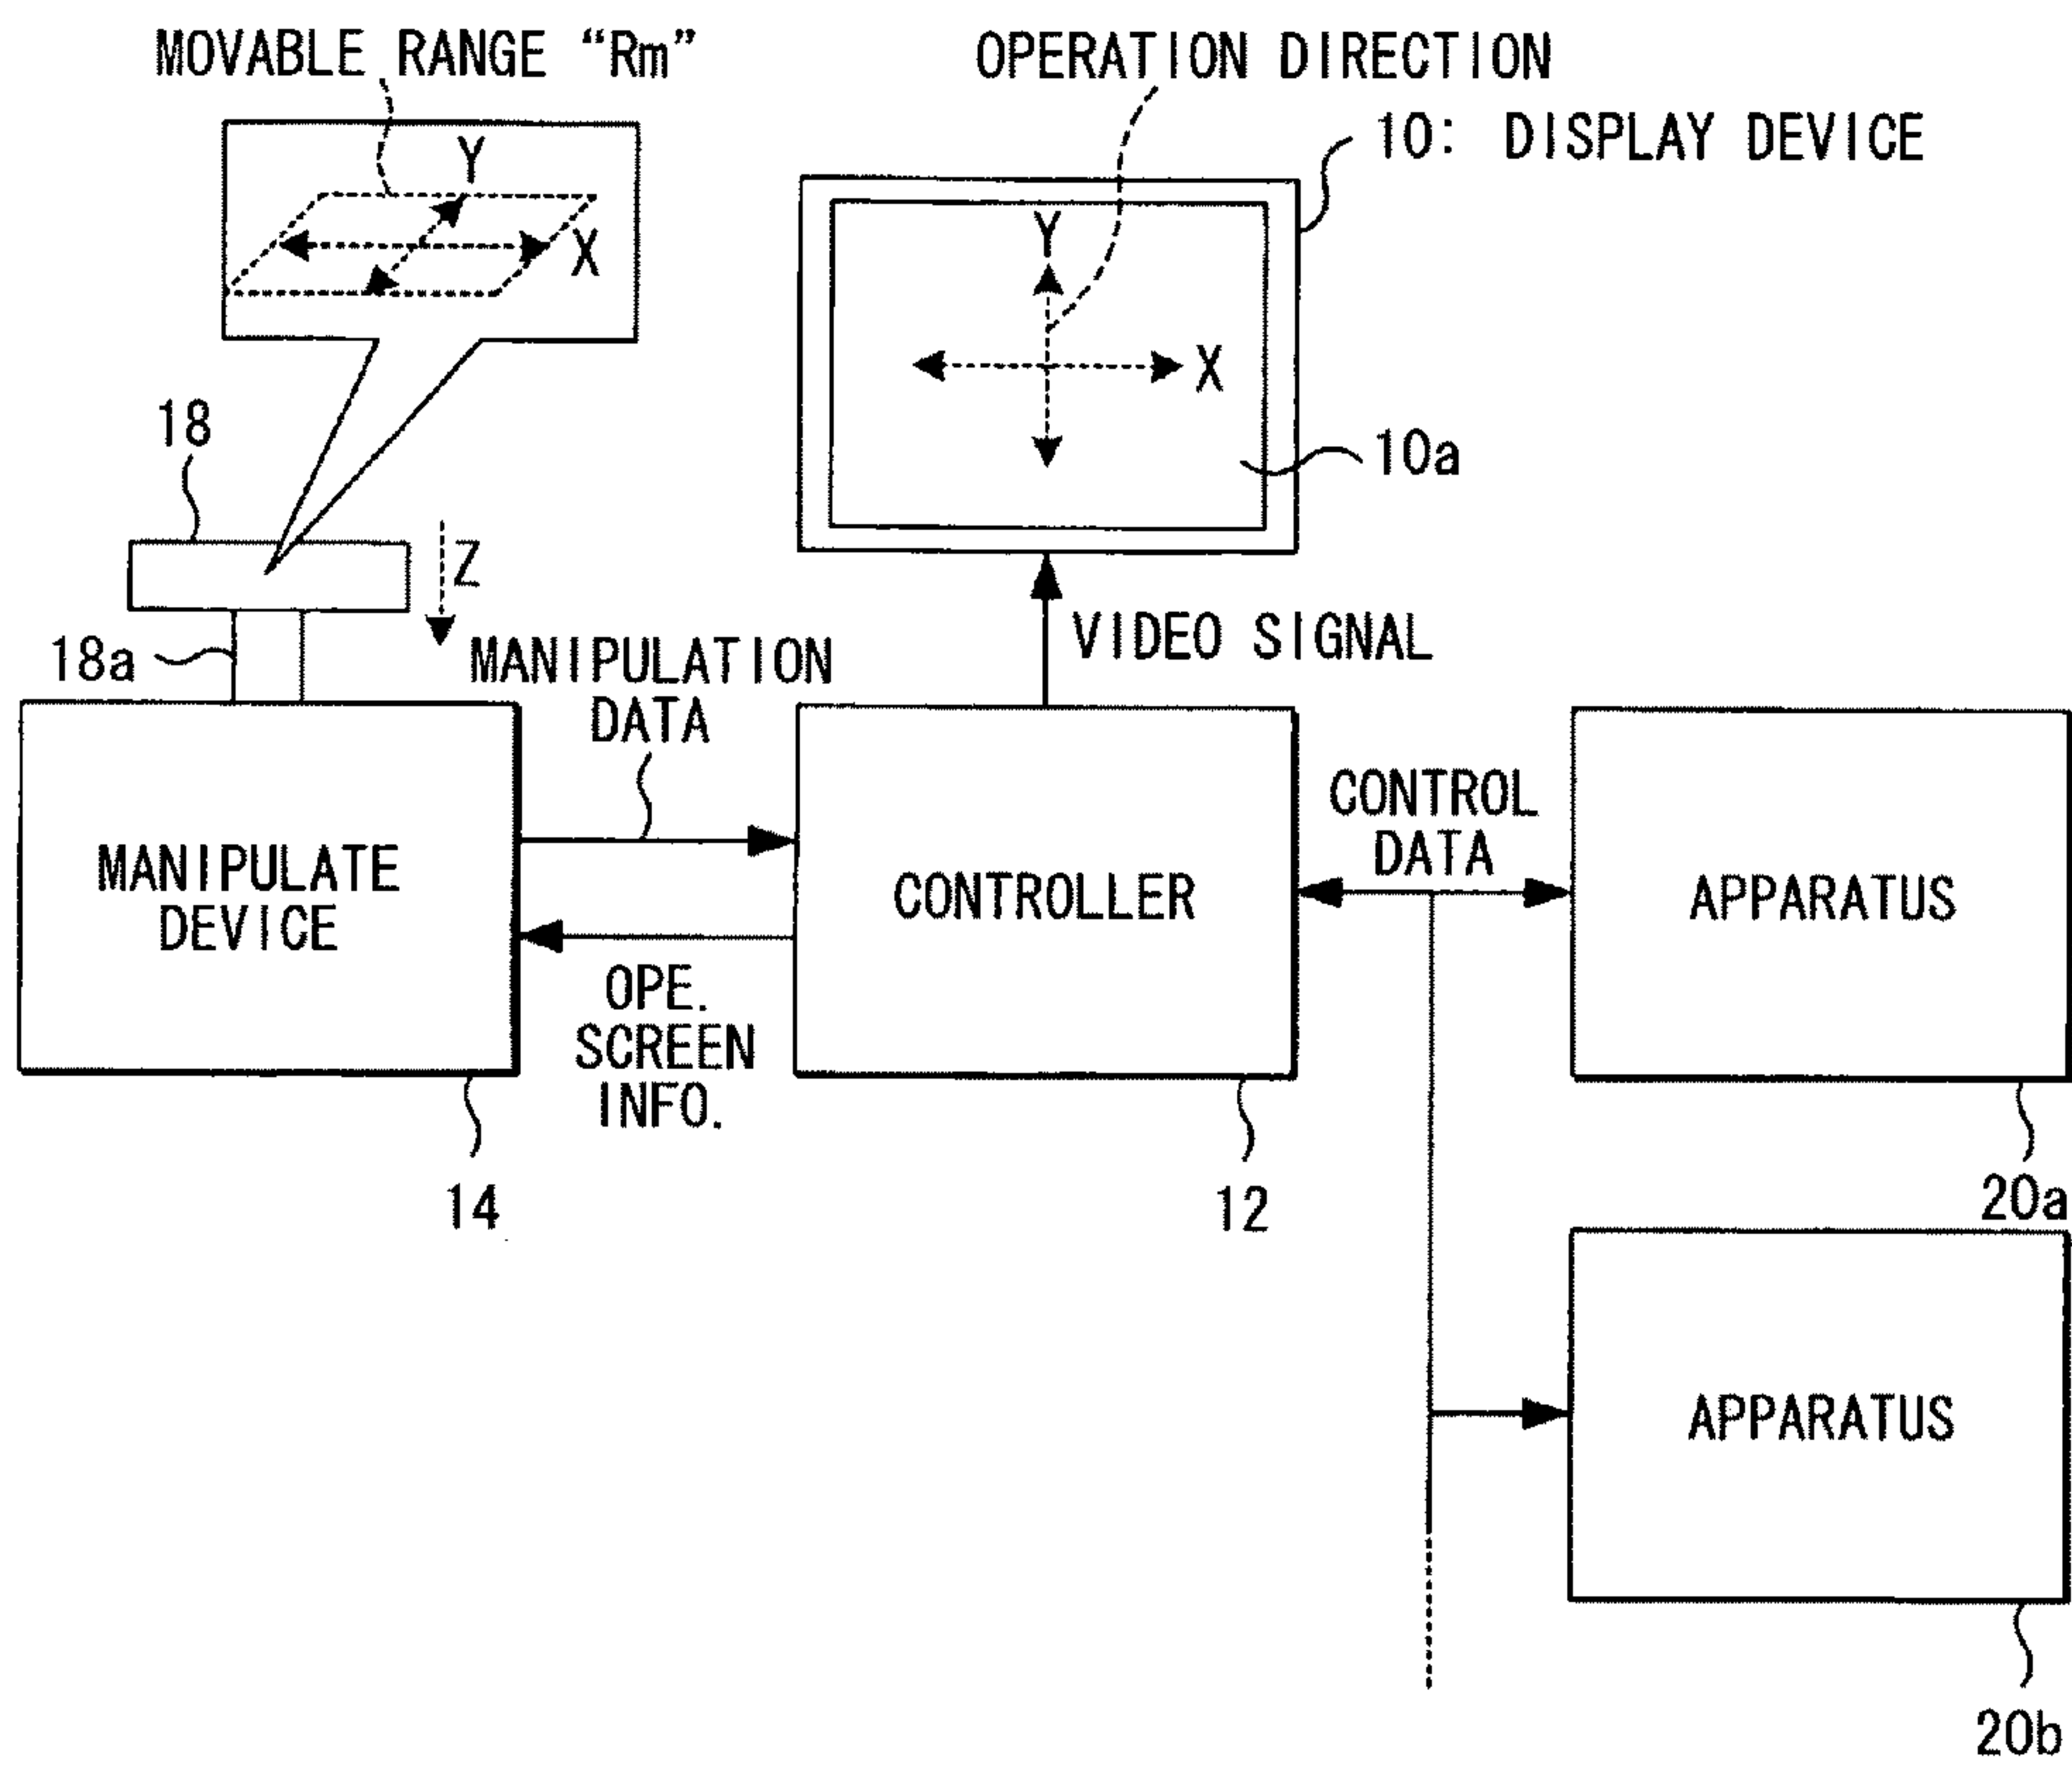 MOVABLE RANGE “Rm”
OPERATION DIRECTION
10: DISPLAY DEVICE
Y
X
Y
X
10a
18
Z
18a
VIDEO SIGNAL
MANIPULATION
DATA
MANIPULATE
DEVICE
CONTROLLER
CONTROL
DATA
APPARATUS
OPE.
SCREEN
INFO.
14
12
20a
APPARATUS
20b